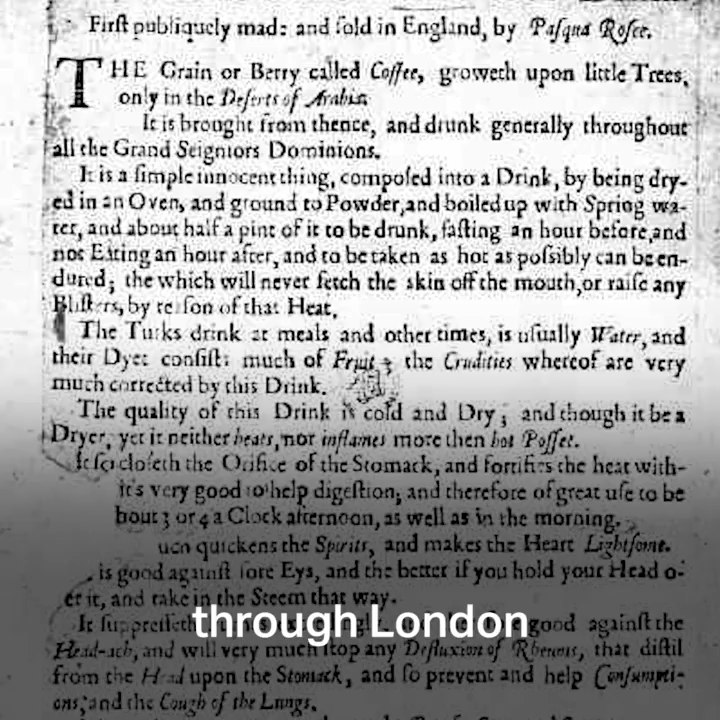 First publiquely made and sold in England, by Pasqua Rosee.
THE Grain or Berry called Coffee, groweth upon little Trees,
only in the Deserts of Arabia
It is brought from thence, and drunk generally throughout
all the Grand Seigniors Dominions.
It is a simple innocent thing, composed into a Drink, by being dry-
ed in an Oven, and ground to Powder, and boiled up with Spring wa-
ter, and about half a pint of it to be drunk, fasting an hour before, and
not Eating an hour after, and to be taken as hot as possibly can be en-
dured; the which will never fetch the skin off the mouth, or raise any
Blisters, by reason of that Heat.
The Turks drink at meals and other times, is usually Water, and
their Dyet consists much of Fruit; the Crudities whereof are very
much corrected by this Drink.
The quality of this Drink is cold and Dry; and though it be a
Dryer, yet it neither heats, nor inflames more then hot Posset.
It so closeth the Orifice of the Stomack, and fortifies the heat with-
it's very good to help digestion; and therefore of great use to be
bout 3 or 4 a Clock afternoon, as well as in the morning.
uch quickens the Spirits, and makes the Heart Lightsome.
is good against sore Eys, and the better if you hold your Head o-
er it, and take in the Steem that way.
It suppresseth good against the
through London
Head-ach, and will very much stop any Defluxion of Rheums, that distil
from the Head upon the Stomack, and so prevent and help Consumpti-
ons; and the Cough of the Lungs.